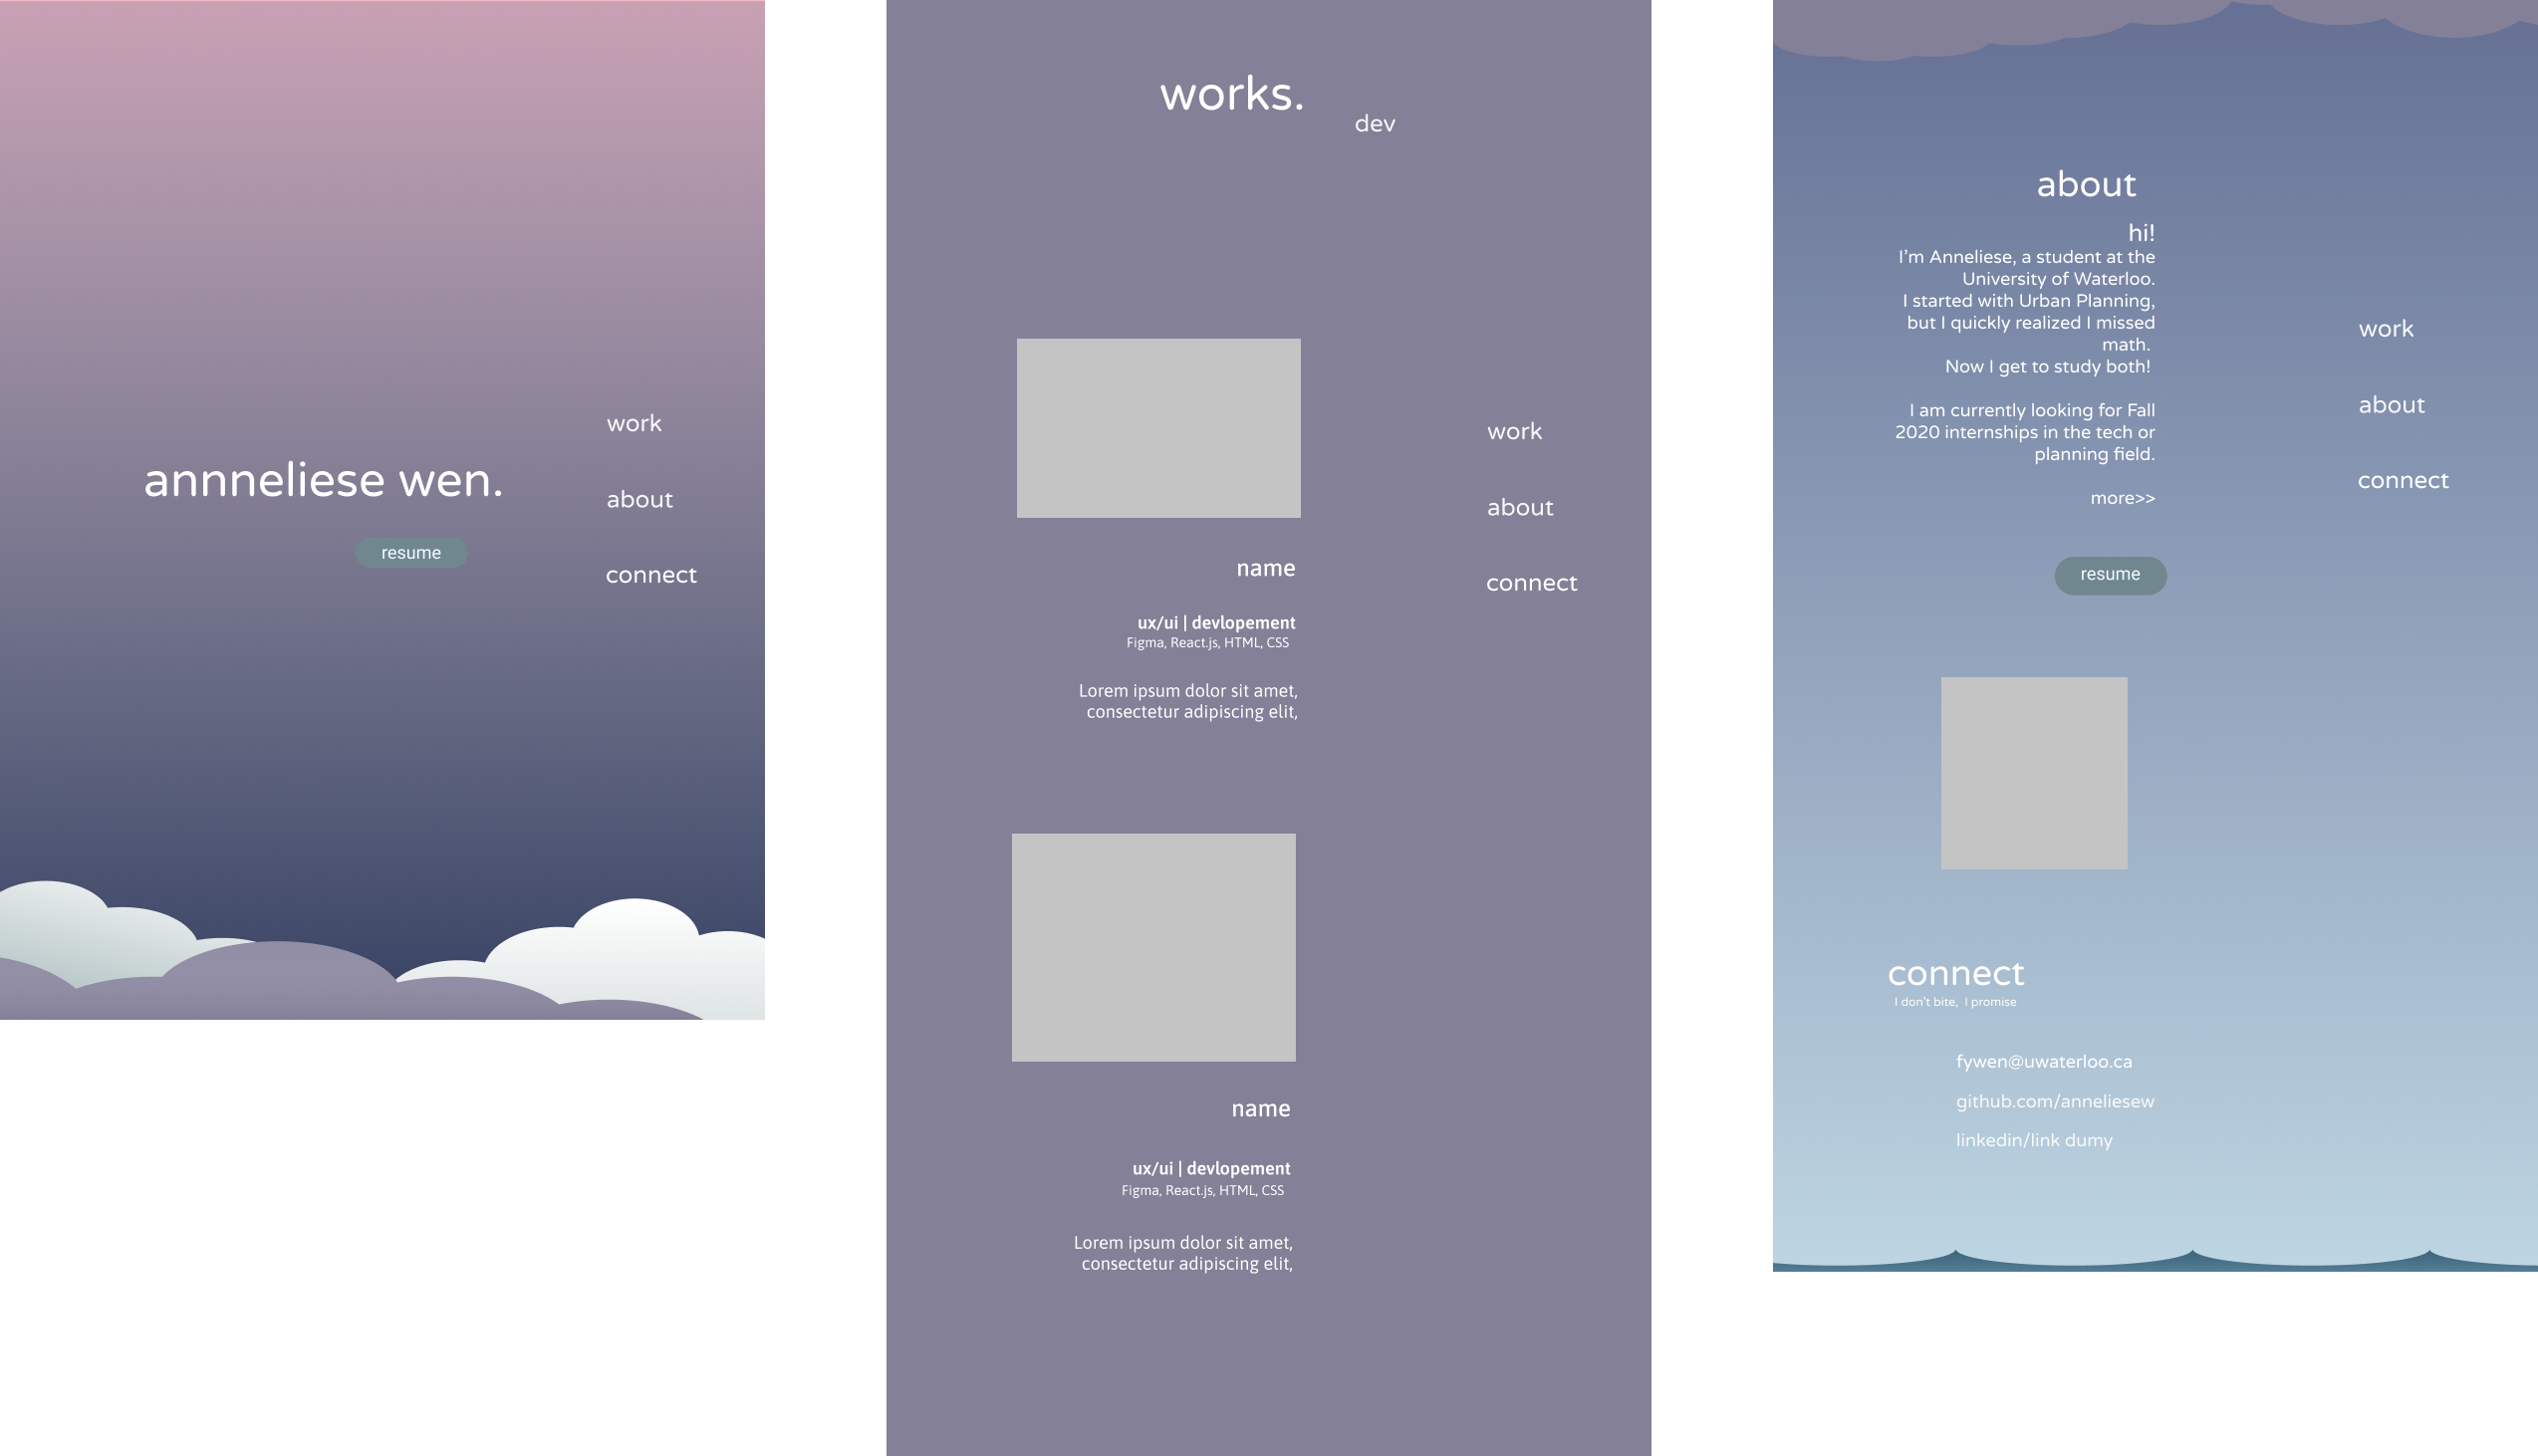 annneliese wen.
resume
work
about
connect
works.
dev
name
ux/ui | devlopement
Figma, React.js, HTML, CSS
Lorem ipsum dolor sit amet,
consectetur adipiscing elit,
name
ux/ui | devlopement
Figma, React.js, HTML, CSS
Lorem ipsum dolor sit amet,
consectetur adipiscing elit,
work
about
connect
about
hi!
I'm Anneliese, a student at the
University of Waterloo.
I started with Urban Planning,
but I quickly realized I missed
math.
Now I get to study both!
I am currently looking for Fall
2020 internships in the tech or
planning field.
more>>
resume
work
about
connect
connect
I don't bite, I promise
fywen@uwaterloo.ca
github.com/anneliesew
linkedin/link dumy